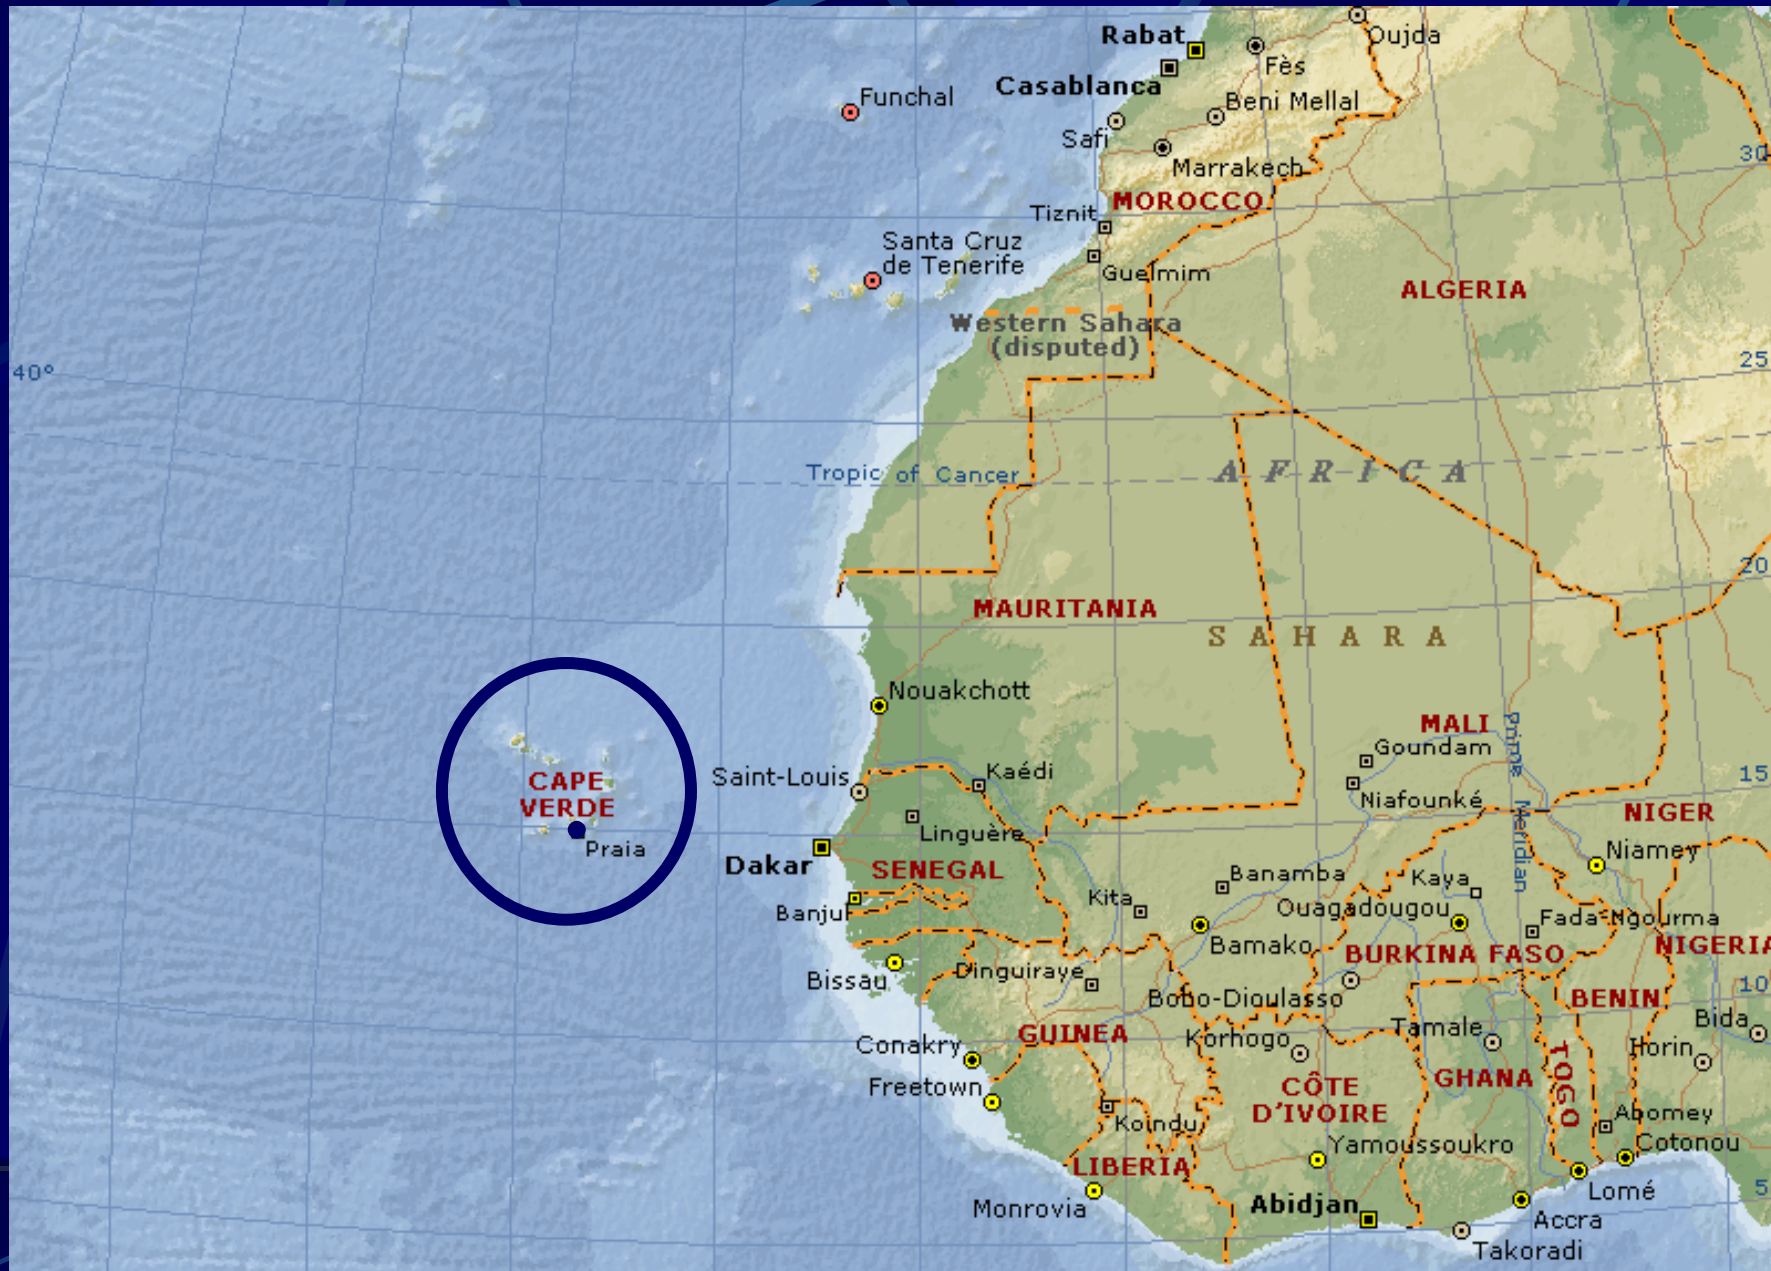 Rabat
Oujda
Fès
Casablanca
Funchal
Beni Mellal
Safi
Marrakech
30
MOROCCO
Tiznit
Santa Cruz
de Tenerife
Guelmim
ALGERIA
Western Sahara
(disputed)
25
40°
Tropic of Cancer
AFRICA
20
MAURITANIA
SAHARA
Nouakchott
MALI
Prime Meridian
Goundam
Saint-Louis
Kaédi
15
CAPE
VERDE
Niafounké
NIGER
Linguère
Praia
Niamey
Dakar
SENEGAL
Banamba
Kaya
Kita
Ouagadougou
Banjul
Fada-Ngourma
Bamako
BURKINA FASO
NIGERIA
Dinguiraye
Bissau
Bobo-Dioulasso
BENIN
10
GUINEA
Tamale
Bida
Korhogo
Conakry
Ilorin
TOGO
GHANA
Freetown
CÔTE
D'IVOIRE
Koindu
Abomey
Yamoussoukro
Cotonou
LIBERIA
5
Lomé
Monrovia
Abidjan
Accra
Takoradi